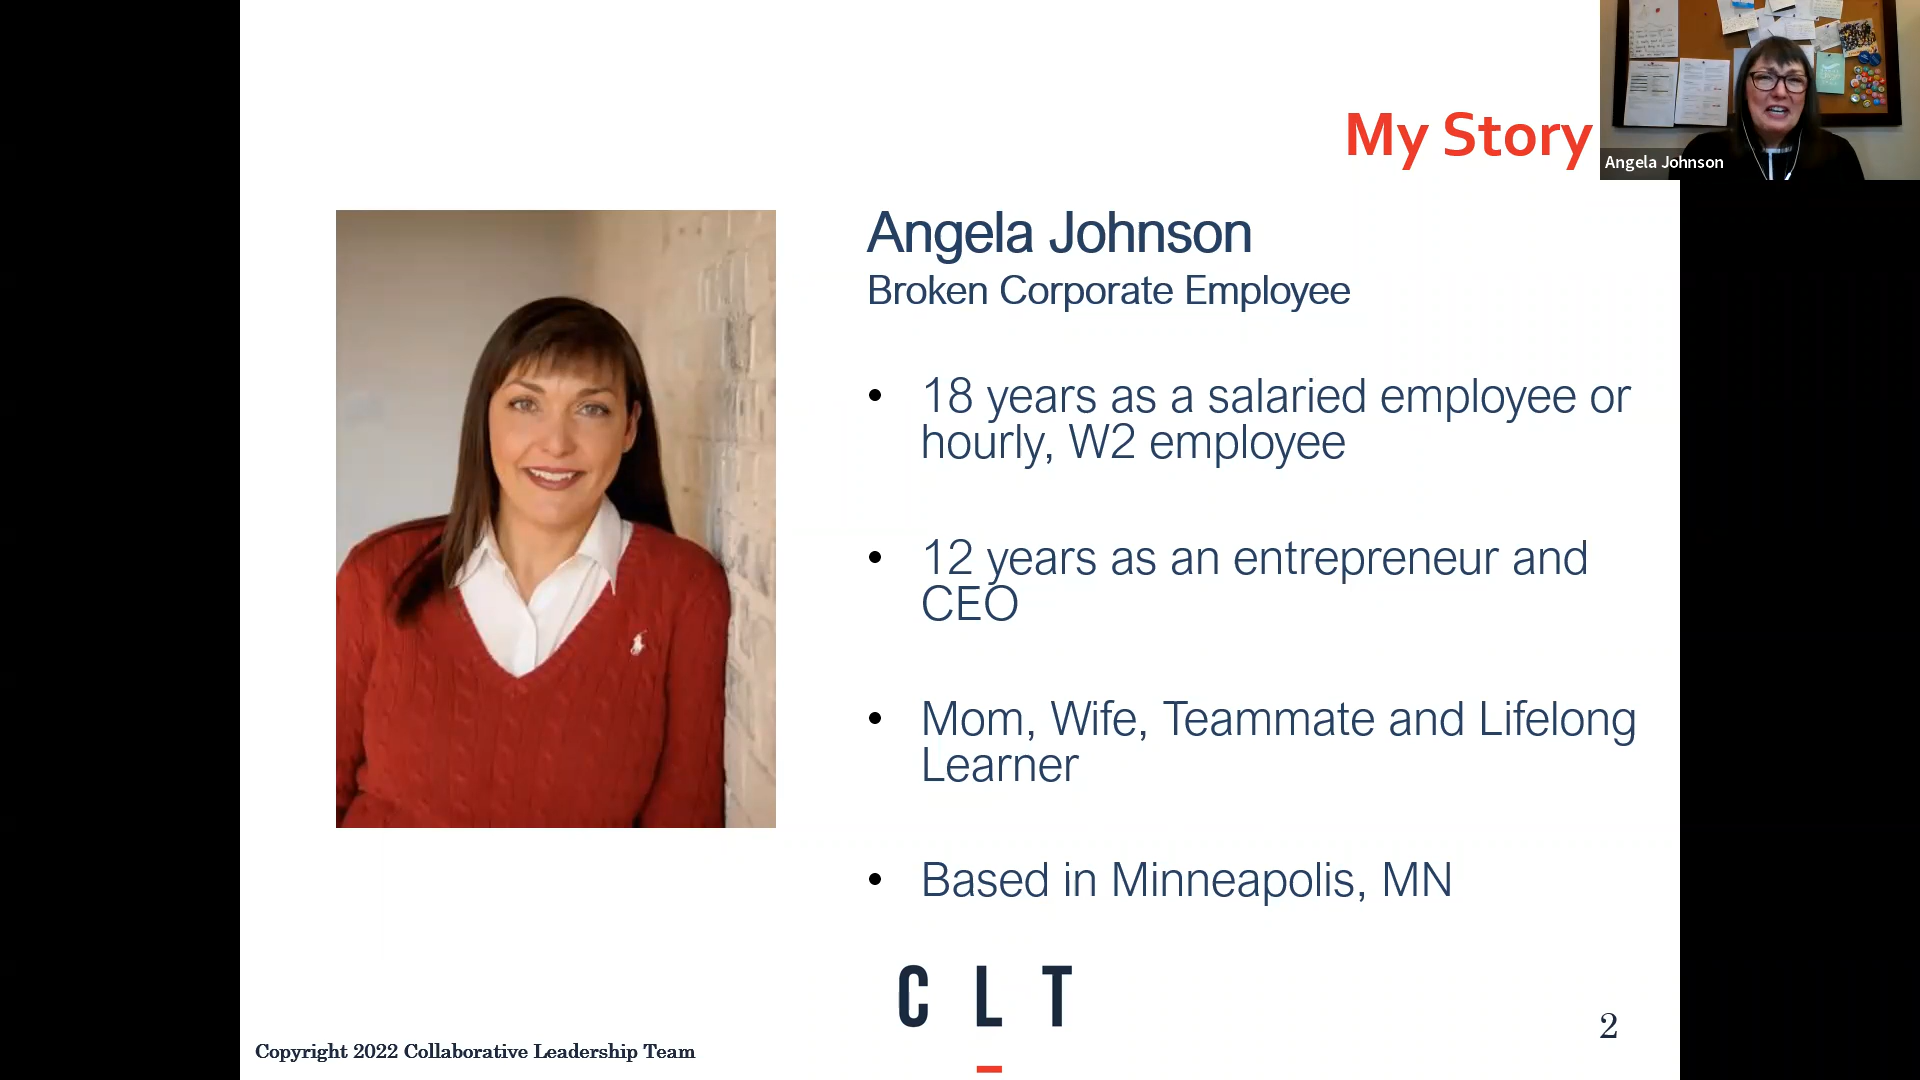 My Story
Angela Johnson
Angela Johnson
Broken Corporate Employee
• 18 years as a salaried employee or
hourly, W2 employee
• 12 years as an entrepreneur and
CEO
• Mom, Wife, Teammate and Lifelong
Learner
• Based in Minneapolis, MN
C L T
2
Copyright 2022 Collaborative Leadership Team